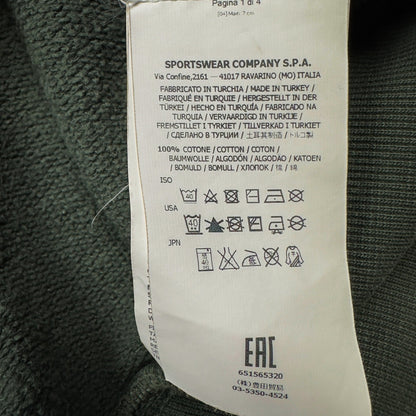 Pagina 1 di 4
SPORTSWEAR COMPANY S.P.A.
Via Confine,2161 — 41017 RAVARINO (MO) ITALIA
FABBRICATO IN TURCHIA / MADE IN TURKEY /
FABRIQUÉ EN TURQUIE / HERGESTELLT IN DER
TÜRKEI / HECHO EN TURQUÍA / FABRICADO NA
TURQUIA / VERVAARDIGD IN TURKIJE /
FREMSTILLET I TYRKIET / TILLVERKAD I TURKIET
/ СДЕЛАНО В ТУРЦИИ / 土耳其制造 / トルコ製
100% COTONE / COTTON / COTON /
BAUMWOLLE / ALGODÓN / ALGODÃO / KATOEN
/ BOMULD / BOMULL / ХЛОПОК / 棉 / 綿
ISO
USA
40
JPN
40
EAC
651565320
(株) 豊田貿易
03-5350-4524